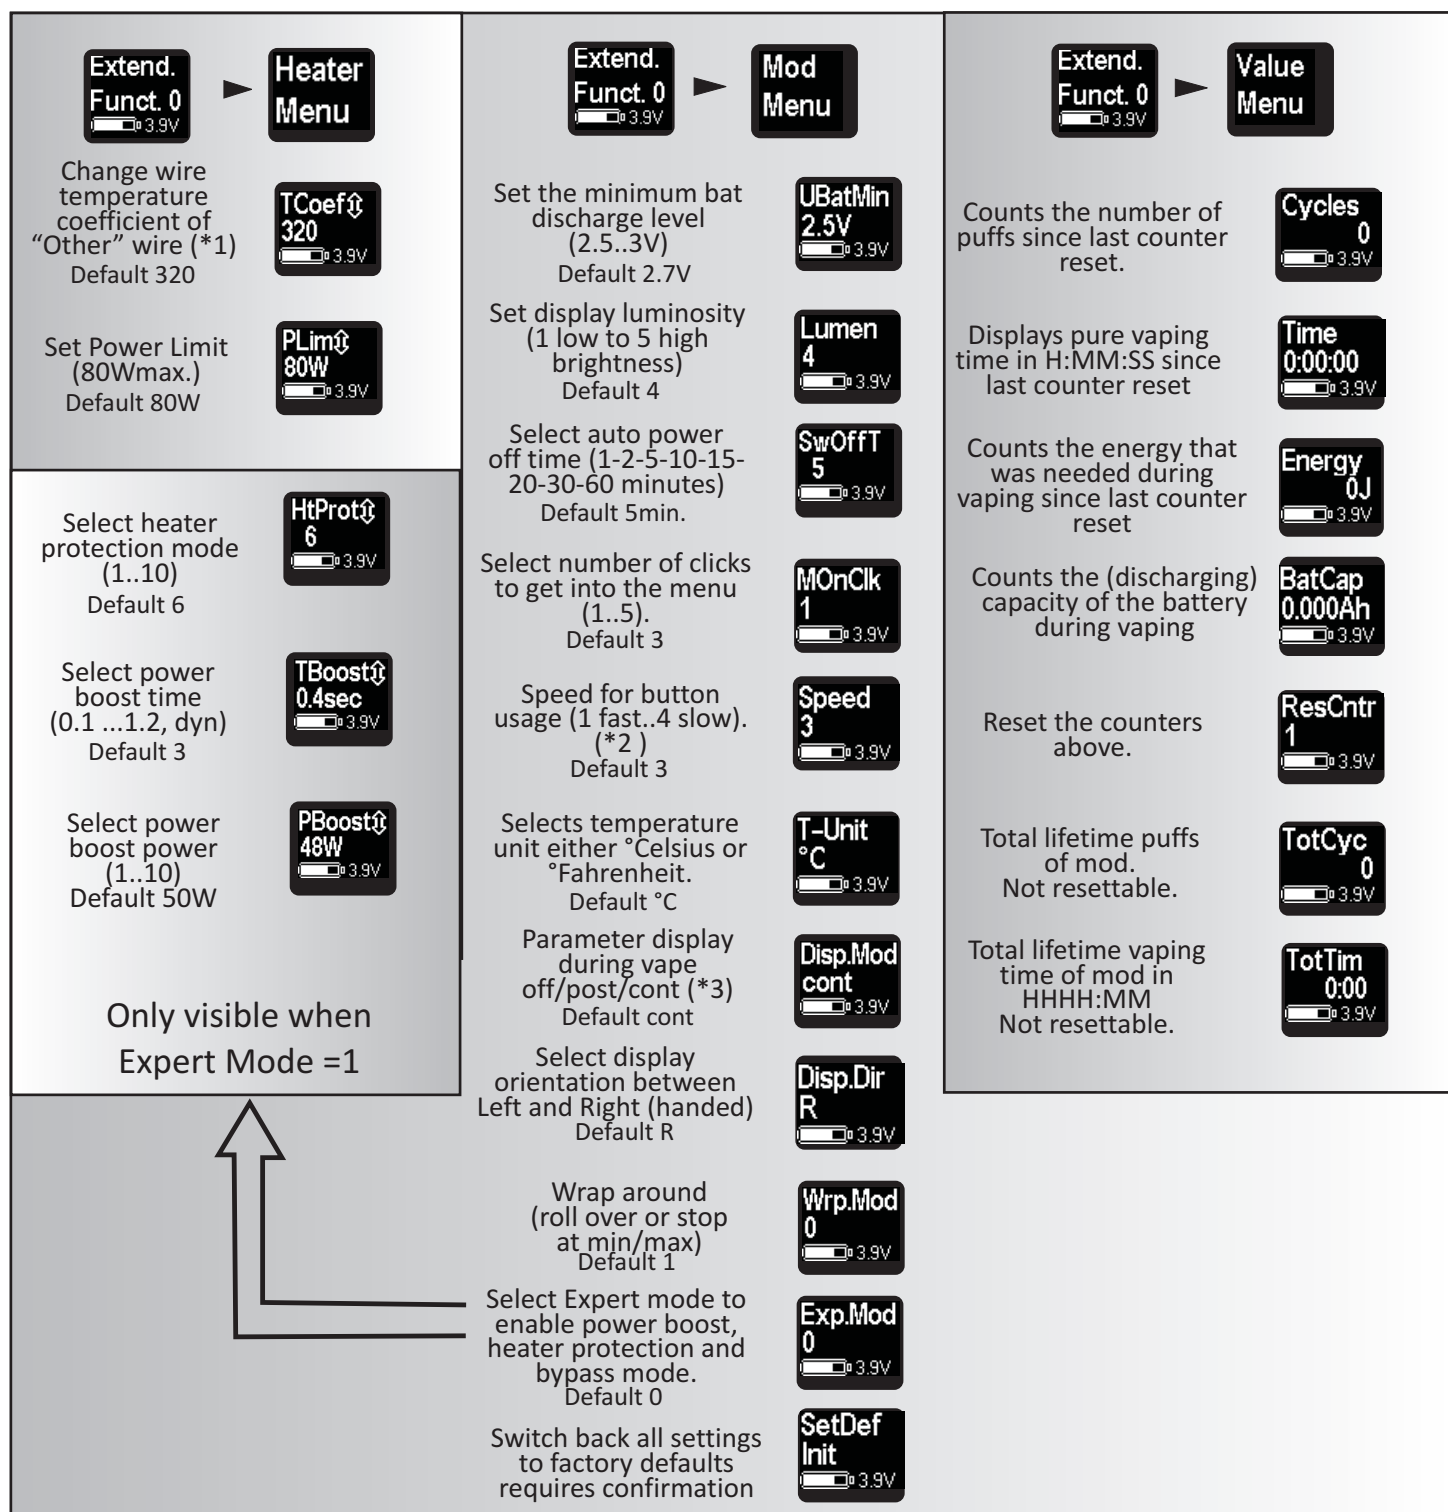 Extend.
Funct. 0
3.9V
Heater
Menu
Change wire
temperature
coefficient of
“Other” wire (*1)
Default 320
TCoef⇳
320
3.9V
Set Power Limit
(80Wmax.)
Default 80W
PLim⇳
80W
3.9V
Select heater
protection mode
(1..10)
Default 6
HtProt⇳
6
3.9V
Select power
boost time
(0.1 ...1.2, dyn)
Default 3
TBoost⇳
0.4sec
3.9V
Select power
boost power
(1..10)
Default 50W
PBoost⇳
48W
3.9V
Only visible when
Expert Mode =1
Extend.
Funct. 0
3.9V
Mod
Menu
Set the minimum bat
discharge level
(2.5..3V)
Default 2.7V
UBatMin
2.5V
3.9V
Set display luminosity
(1 low to 5 high
brightness)
Default 4
Lumen
4
3.9V
Select auto power
off time (1-2-5-10-15-
20-30-60 minutes)
Default 5min.
SwOffT
5
3.9V
Select number of clicks
to get into the menu
(1..5).
Default 3
MOnClk
1
3.9V
Speed for button
usage (1 fast..4 slow).
(*2 )
Default 3
Speed
3
3.9V
Selects temperature
unit either °Celsius or
°Fahrenheit.
Default °C
T-Unit
°C
3.9V
Parameter display
during vape
off/post/cont (*3)
Default cont
Disp.Mod
cont
3.9V
Select display
orientation between
Left and Right (handed)
Default R
Disp.Dir
R
3.9V
Wrap around
(roll over or stop
at min/max)
Default 1
Wrp.Mod
0
3.9V
Select Expert mode to
enable power boost,
heater protection and
bypass mode.
Default 0
Exp.Mod
0
3.9V
Switch back all settings
to factory defaults
requires confirmation
SetDef
Init
3.9V
Extend.
Funct. 0
3.9V
Value
Menu
Counts the number of
puffs since last counter
reset.
Cycles
0
3.9V
Displays pure vaping
time in H:MM:SS since
last counter reset
Time
0:00:00
3.9V
Counts the energy that
was needed during
vaping since last counter
reset
Energy
0J
3.9V
Counts the (discharging)
capacity of the battery
during vaping
BatCap
0.000Ah
3.9V
Reset the counters
above.
ResCntr
1
3.9V
Total lifetime puffs
of mod.
Not resettable.
TotCyc
0
3.9V
Total lifetime vaping
time of mod in
HHHH:MM
Not resettable.
TotTim
0:00
3.9V